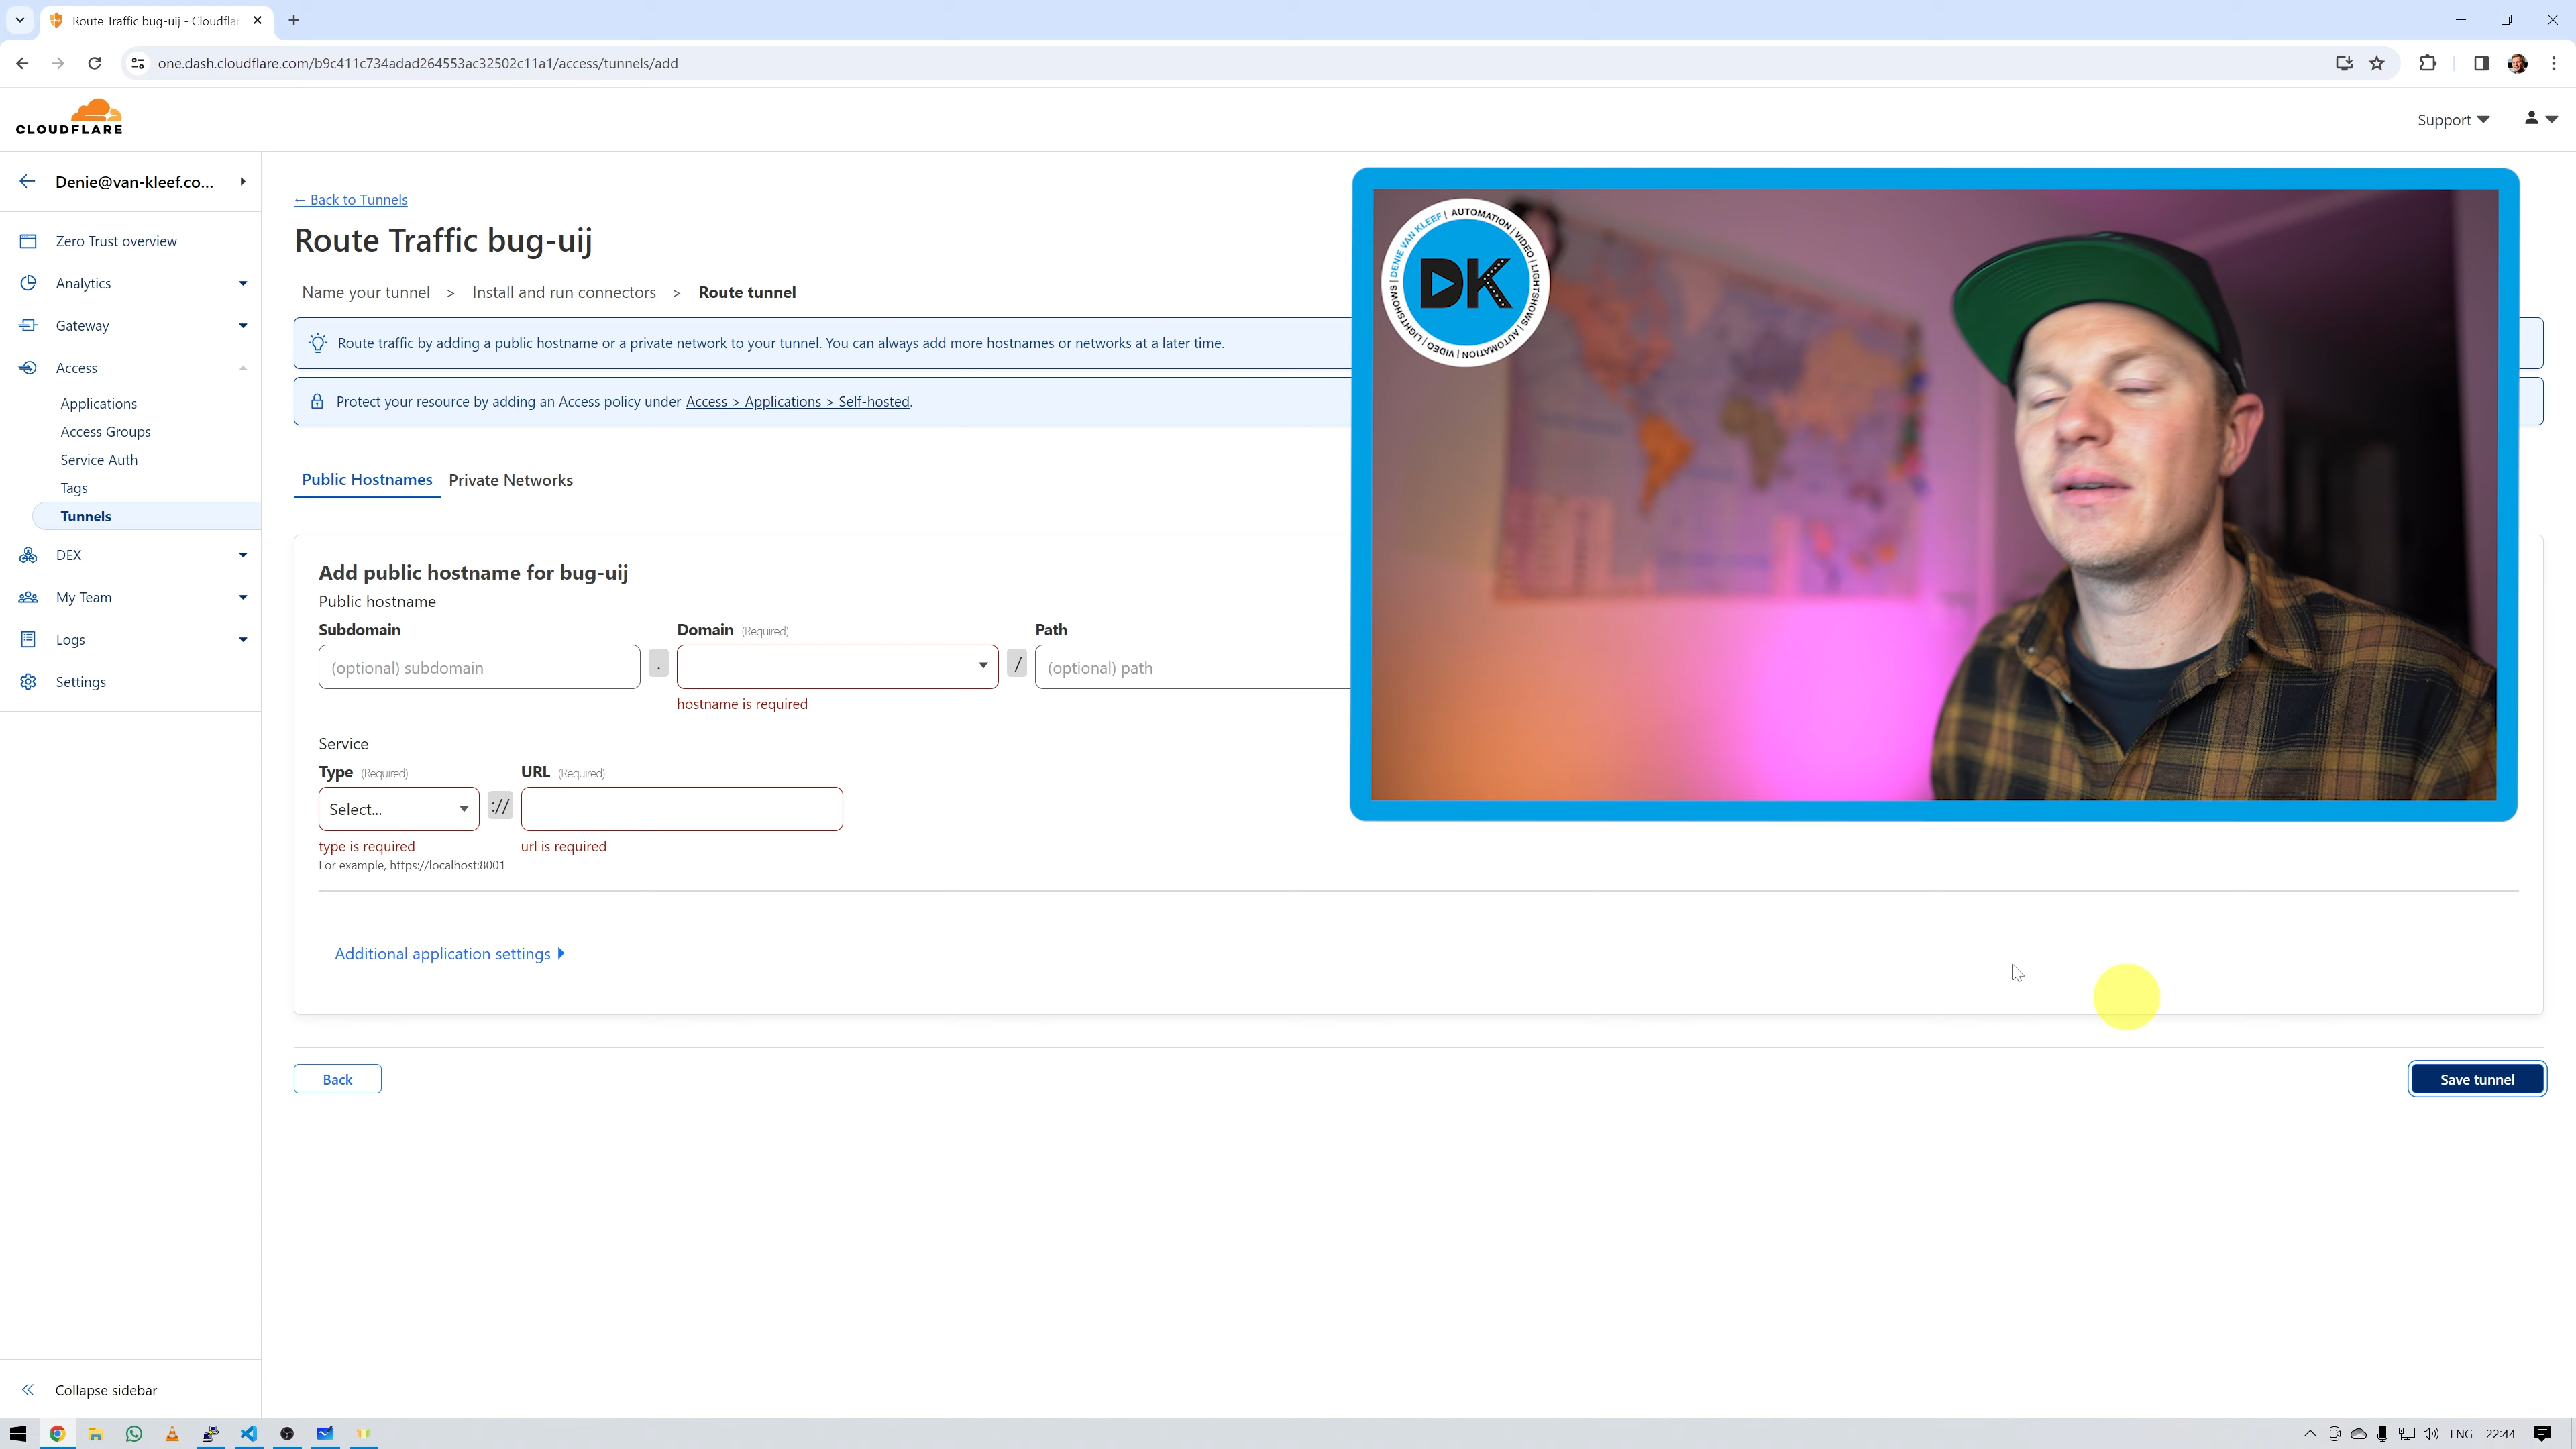 Route Traffic bug-uij - Cloudflar
one.dash.cloudflare.com/b9c411c734adad264553ac32502c11a1/access/tunnels/add
CLOUDFLARE
Support
Denie@van-kleef.co...
Zero Trust overview
Analytics
Gateway
Access
Applications
Access Groups
Service Auth
Tags
Tunnels
DEX
My Team
Logs
Settings
Collapse sidebar
← Back to Tunnels
Route Traffic bug-uij
Name your tunnel > Install and run connectors > Route tunnel
Route traffic by adding a public hostname or a private network to your tunnel. You can always add more hostnames or networks at a later time.
Protect your resource by adding an Access policy under Access > Applications > Self-hosted.
Public Hostnames Private Networks
Add public hostname for bug-uij
Public hostname
Subdomain Domain (Required) Path
(optional) subdomain . / (optional) path
hostname is required
Service
Type (Required) URL (Required)
Select... ://
type is required url is required
For example, https://localhost:8001
Additional application settings
Back Save tunnel
DENIE VAN KLEEF | AUTOMATION | VIDEO | LIGHTSHOWS | AUTOMATION | VIDEO | LIGHTSHOWS |
DK
ENG 22:44